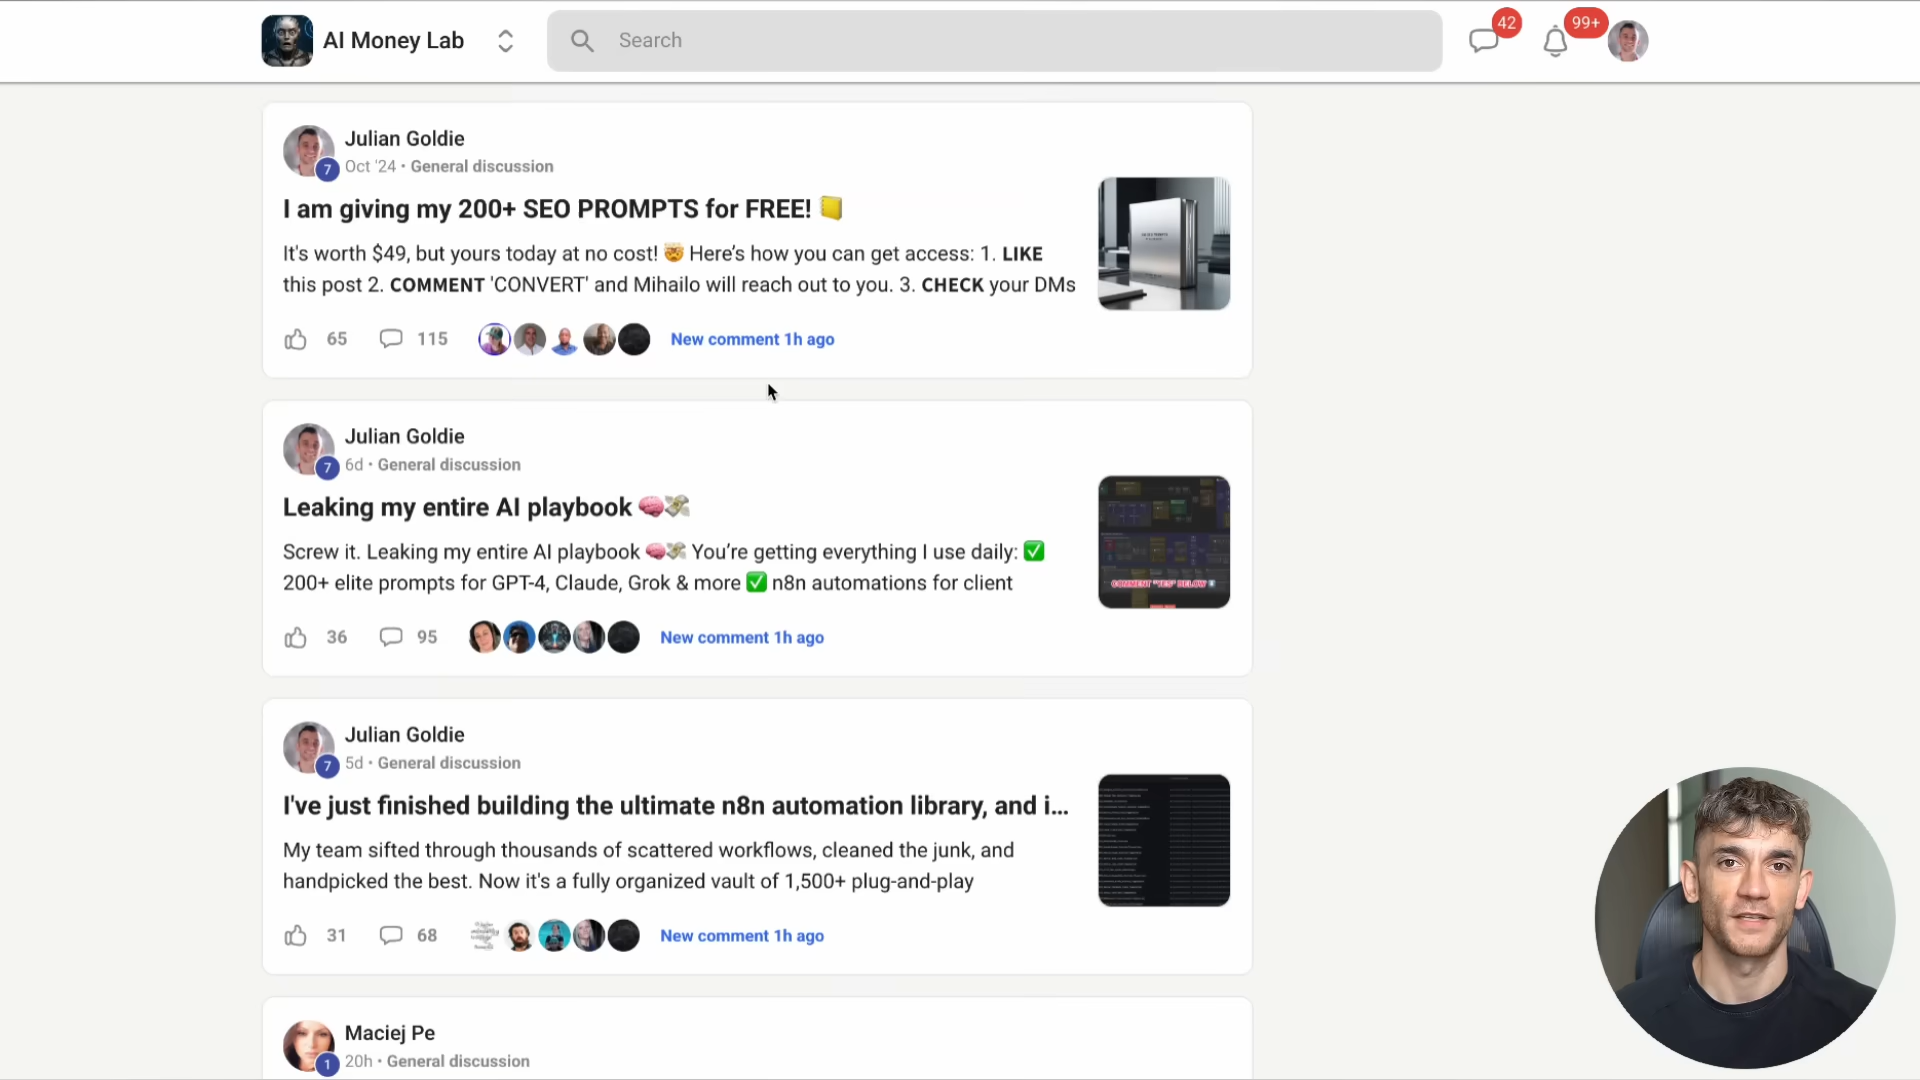 AI Money Lab
Search
42
99+
Julian Goldie
7
Oct '24 • General discussion
I am giving my 200+ SEO PROMPTS for FREE! 📒
It's worth $49, but yours today at no cost! 🤯 Here’s how you can get access: 1. LIKE
this post 2. COMMENT 'CONVERT' and Mihailo will reach out to you. 3. CHECK your DMs
65
115
New comment 1h ago
Julian Goldie
7
6d • General discussion
Leaking my entire AI playbook 🧠💸
Screw it. Leaking my entire AI playbook 🧠💸 You’re getting everything I use daily: ✅
200+ elite prompts for GPT-4, Claude, Grok & more ✅ n8n automations for client
COMMENT "YES" BELOW
36
95
New comment 1h ago
Julian Goldie
7
5d • General discussion
I've just finished building the ultimate n8n automation library, and i...
My team sifted through thousands of scattered workflows, cleaned the junk, and
handpicked the best. Now it's a fully organized vault of 1,500+ plug-and-play
31
68
New comment 1h ago
Maciej Pe
1
20h • General discussion